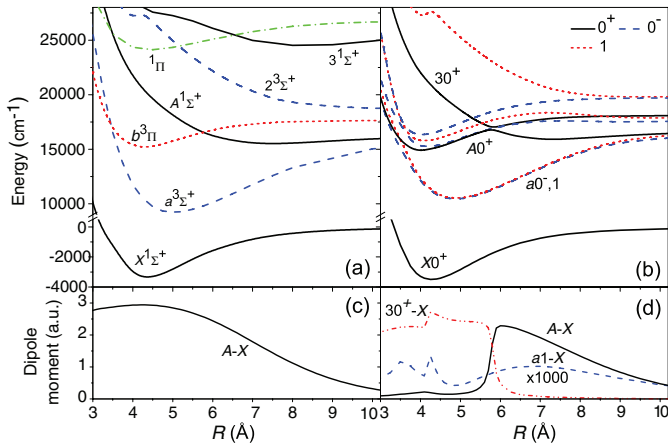 25000
20000
15000
10000
0
-2000
-4000
Energy (cm⁻¹)
¹Π
A¹Σ⁺
b³Π
a³Σ⁺
2³Σ⁺
3¹Σ⁺
X¹Σ⁺
(a)
0⁺
0⁻
1
30⁺
A0⁺
a0⁻,1
X0⁺
(b)
Dipole
moment (a.u.)
3
2
1
0
A-X
(c)
30⁺-X
A-X
a1-X
x1000
(d)
3 4 5 6 7 8 9 10
R (Å)
3 4 5 6 7 8 9 10
R (Å)